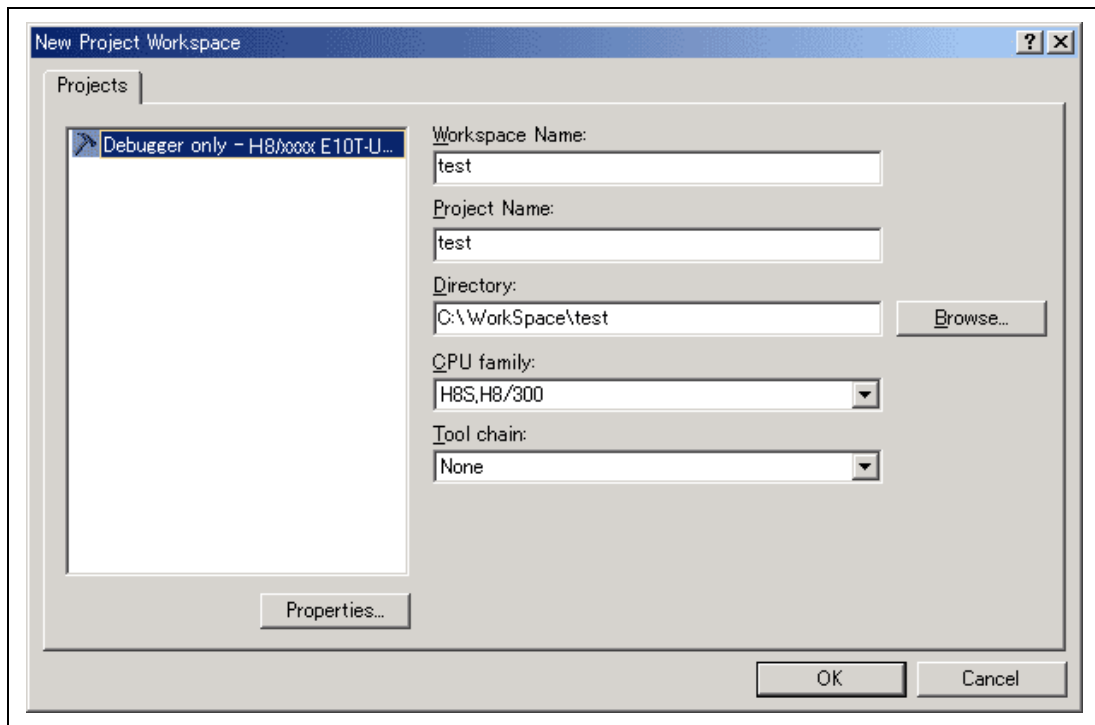 New Project Workspace
Projects
Debugger only - H8/xxxx E10T-U...
Workspace Name:
test
Project Name:
test
Directory:
C:\WorkSpace\test
Browse...
CPU family:
H8S,H8/300
Tool chain:
None
Properties...
OK
Cancel